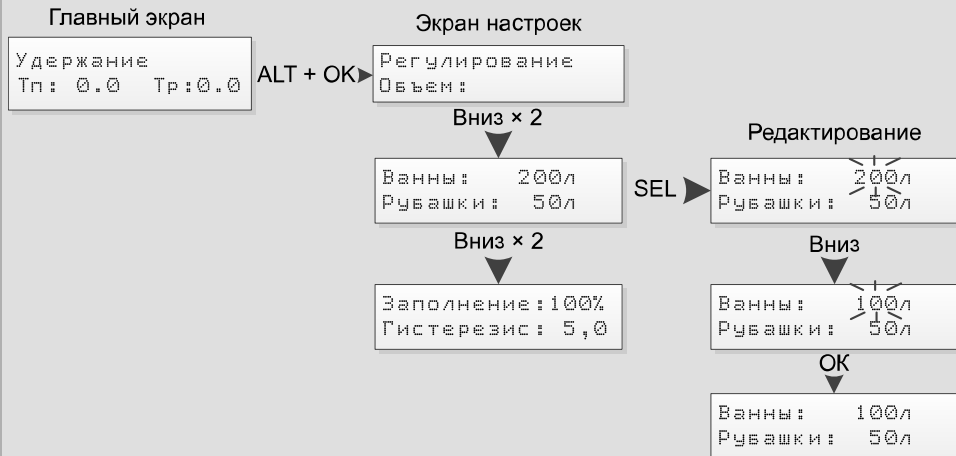 Главный экран
Удержание
Тп: 0.0 Тр:0.0
ALT + OK
Экран настроек
Регулирование
Объем:
Вниз × 2
Ванны: 200л
Рубашки: 50л
SEL
Редактирование
Ванны: 200л
Рубашки: 50л
Вниз × 2
Заполнение:100%
Гистерезис: 5,0
Вниз
Ванны: 100л
Рубашки: 50л
ОК
Ванны: 100л
Рубашки: 50л